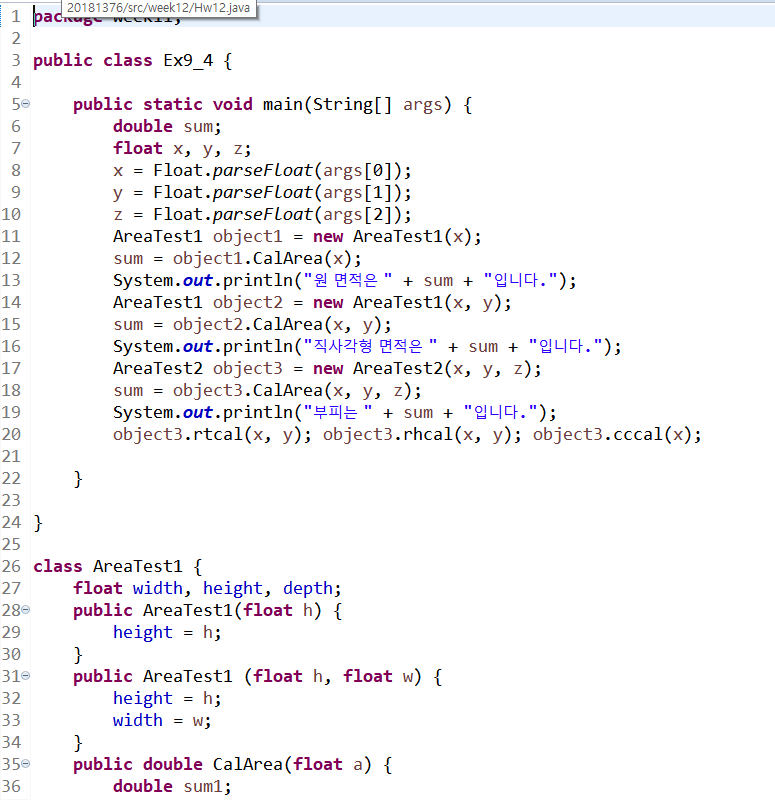 20181376/src/week12/Hw12.java
1 package week11;
2
3 public class Ex9_4 {
4
5 public static void main(String[] args) {
6 double sum;
7 float x, y, z;
8 x = Float.parseFloat(args[0]);
9 y = Float.parseFloat(args[1]);
10 z = Float.parseFloat(args[2]);
11 AreaTest1 object1 = new AreaTest1(x);
12 sum = object1.CalArea(x);
13 System.out.println("원 면적은 " + sum + "입니다.");
14 AreaTest1 object2 = new AreaTest1(x, y);
15 sum = object2.CalArea(x, y);
16 System.out.println("직사각형 면적은 " + sum + "입니다.");
17 AreaTest2 object3 = new AreaTest2(x, y, z);
18 sum = object3.CalArea(x, y, z);
19 System.out.println("부피는 " + sum + "입니다.");
20 object3.rtcal(x, y); object3.rhcal(x, y); object3.cccal(x);
21
22 }
23
24 }
25
26 class AreaTest1 {
27 float width, height, depth;
28 public AreaTest1(float h) {
29 height = h;
30 }
31 public AreaTest1 (float h, float w) {
32 height = h;
33 width = w;
34 }
35 public double CalArea(float a) {
36 double sum1;